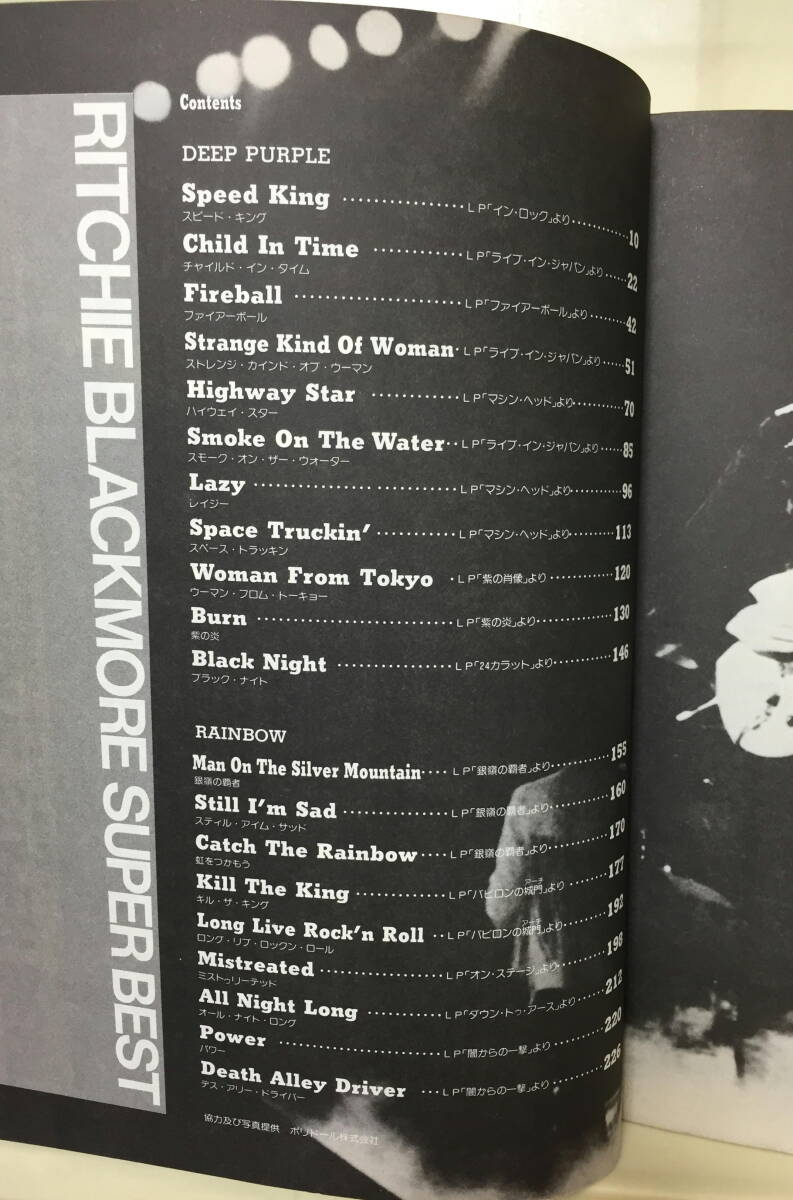 RITCHIE BLACKMORE SUPER BEST
Contents
DEEP PURPLE
Speed King ················ LP「イン・ロック」より ············ 10
スピード・キング
Child In Time ············ LP「ライブ・イン・ジャパン」より ······ 22
チャイルド・イン・タイム
Fireball ······················ LP「ファイアーボール」より ········· 42
ファイアーボール
Strange Kind Of Woman· LP「ライブ・イン・ジャパン」より ······ 51
ストレンジ・カインド・オブ・ウーマン
Highway Star ············ LP「マシン・ヘッド」より ············ 70
ハイウェイ・スター
Smoke On The Water ·· LP「ライブ・イン・ジャパン」より ······ 85
スモーク・オン・ザ・ウォーター
Lazy ························ LP「マシン・ヘッド」より ············ 96
レイジー
Space Truckin' ··········· LP「マシン・ヘッド」より ············ 113
スペース・トラッキン
Woman From Tokyo · LP「紫の肖像」より ············ 120
ウーマン・フロム・トーキョー
Burn ························· LP「紫の炎」より ··············· 130
紫の炎
Black Night ··············· LP「24カラット」より ············ 146
ブラック・ナイト
RAINBOW
Man On The Silver Mountain ···· LP「銀嶺の覇者」より ········· 155
銀嶺の覇者
Still I'm Sad ·············· LP「銀嶺の覇者」より ········· 160
スティル・アイム・サッド
Catch The Rainbow ···· LP「銀嶺の覇者」より ········· 170
虹をつかもう
アーチ
Kill The King ············ LP「バビロンの城門」より ······ 177
キル・ザ・キング
アーチ
Long Live Rock'n Roll ·· LP「バビロンの城門」より ······ 192
ロング・リブ・ロックン・ロール
Mistreated ················ LP「オン・ステージ」より ······ 198
ミストゥリーテッド
All Night Long ··········· LP「ダウン・トゥ・アース」より ······ 212
オール・ナイト・ロング
Power ······················ LP「闇からの一撃」より ········· 220
パワー
Death Alley Driver ··· LP「闇からの一撃」より ········· 226
デス・アリー・ドライバー
協力及び写真提供 ポリドール株式会社